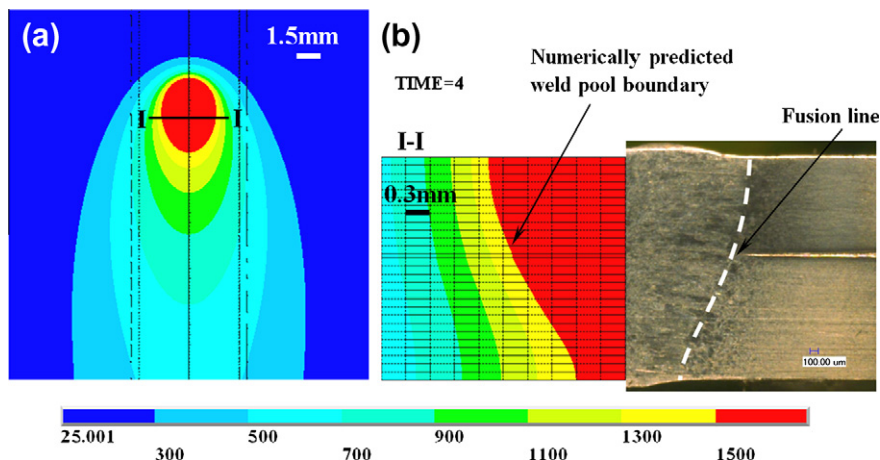 (a)
1.5mm
I I
(b)
TIME=4
Numerically predicted
weld pool boundary
Fusion line
I-I
0.3mm
100.00 um
25.001 500 900 1300
300 700 1100 1500